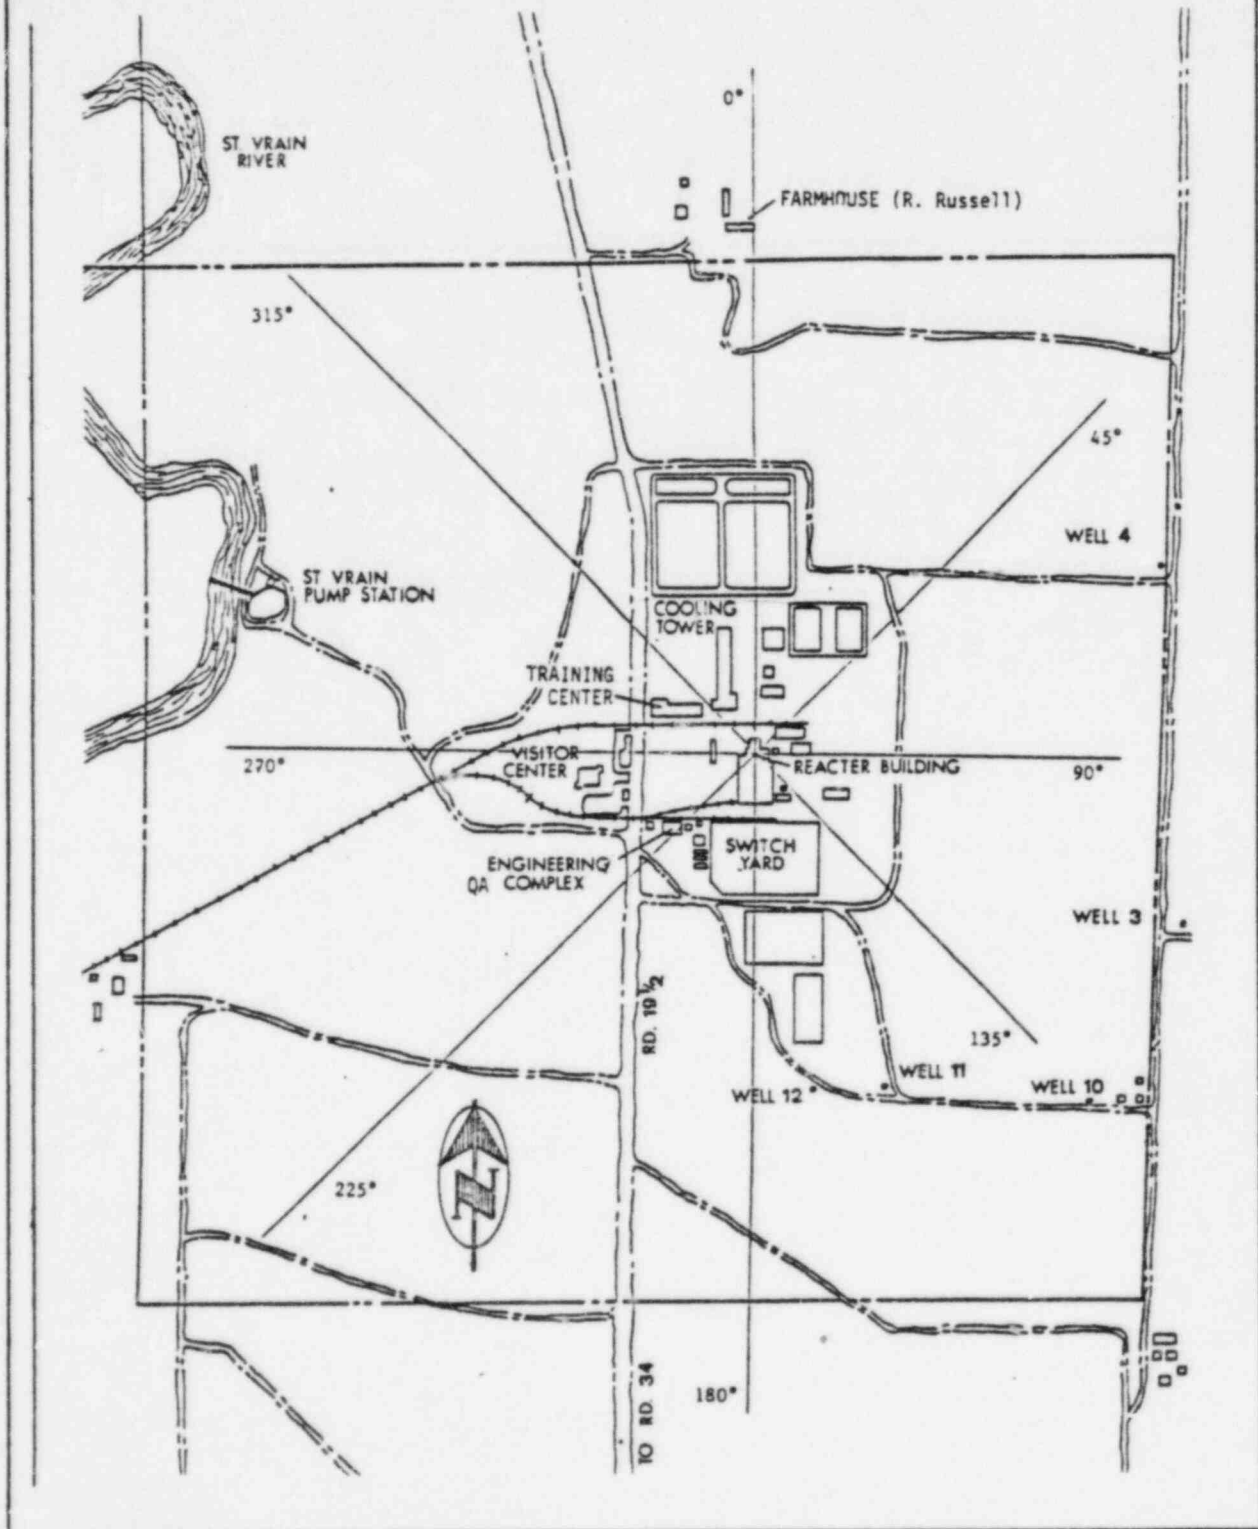 0°
ST. VRAIN
RIVER
FARMHOUSE (R. Russell)
315°
45°
WELL 4
ST VRAIN
PUMP STATION
COOLING
TOWER
TRAINING
CENTER
VISITOR
CENTER
270°
REACTER BUILDING
90°
SWITCH
YARD
ENGINEERING
QA COMPLEX
WELL 3
RD. 19 1/2
135°
WELL 11
WELL 10
WELL 12
225°
N
180°
TO RD. 34